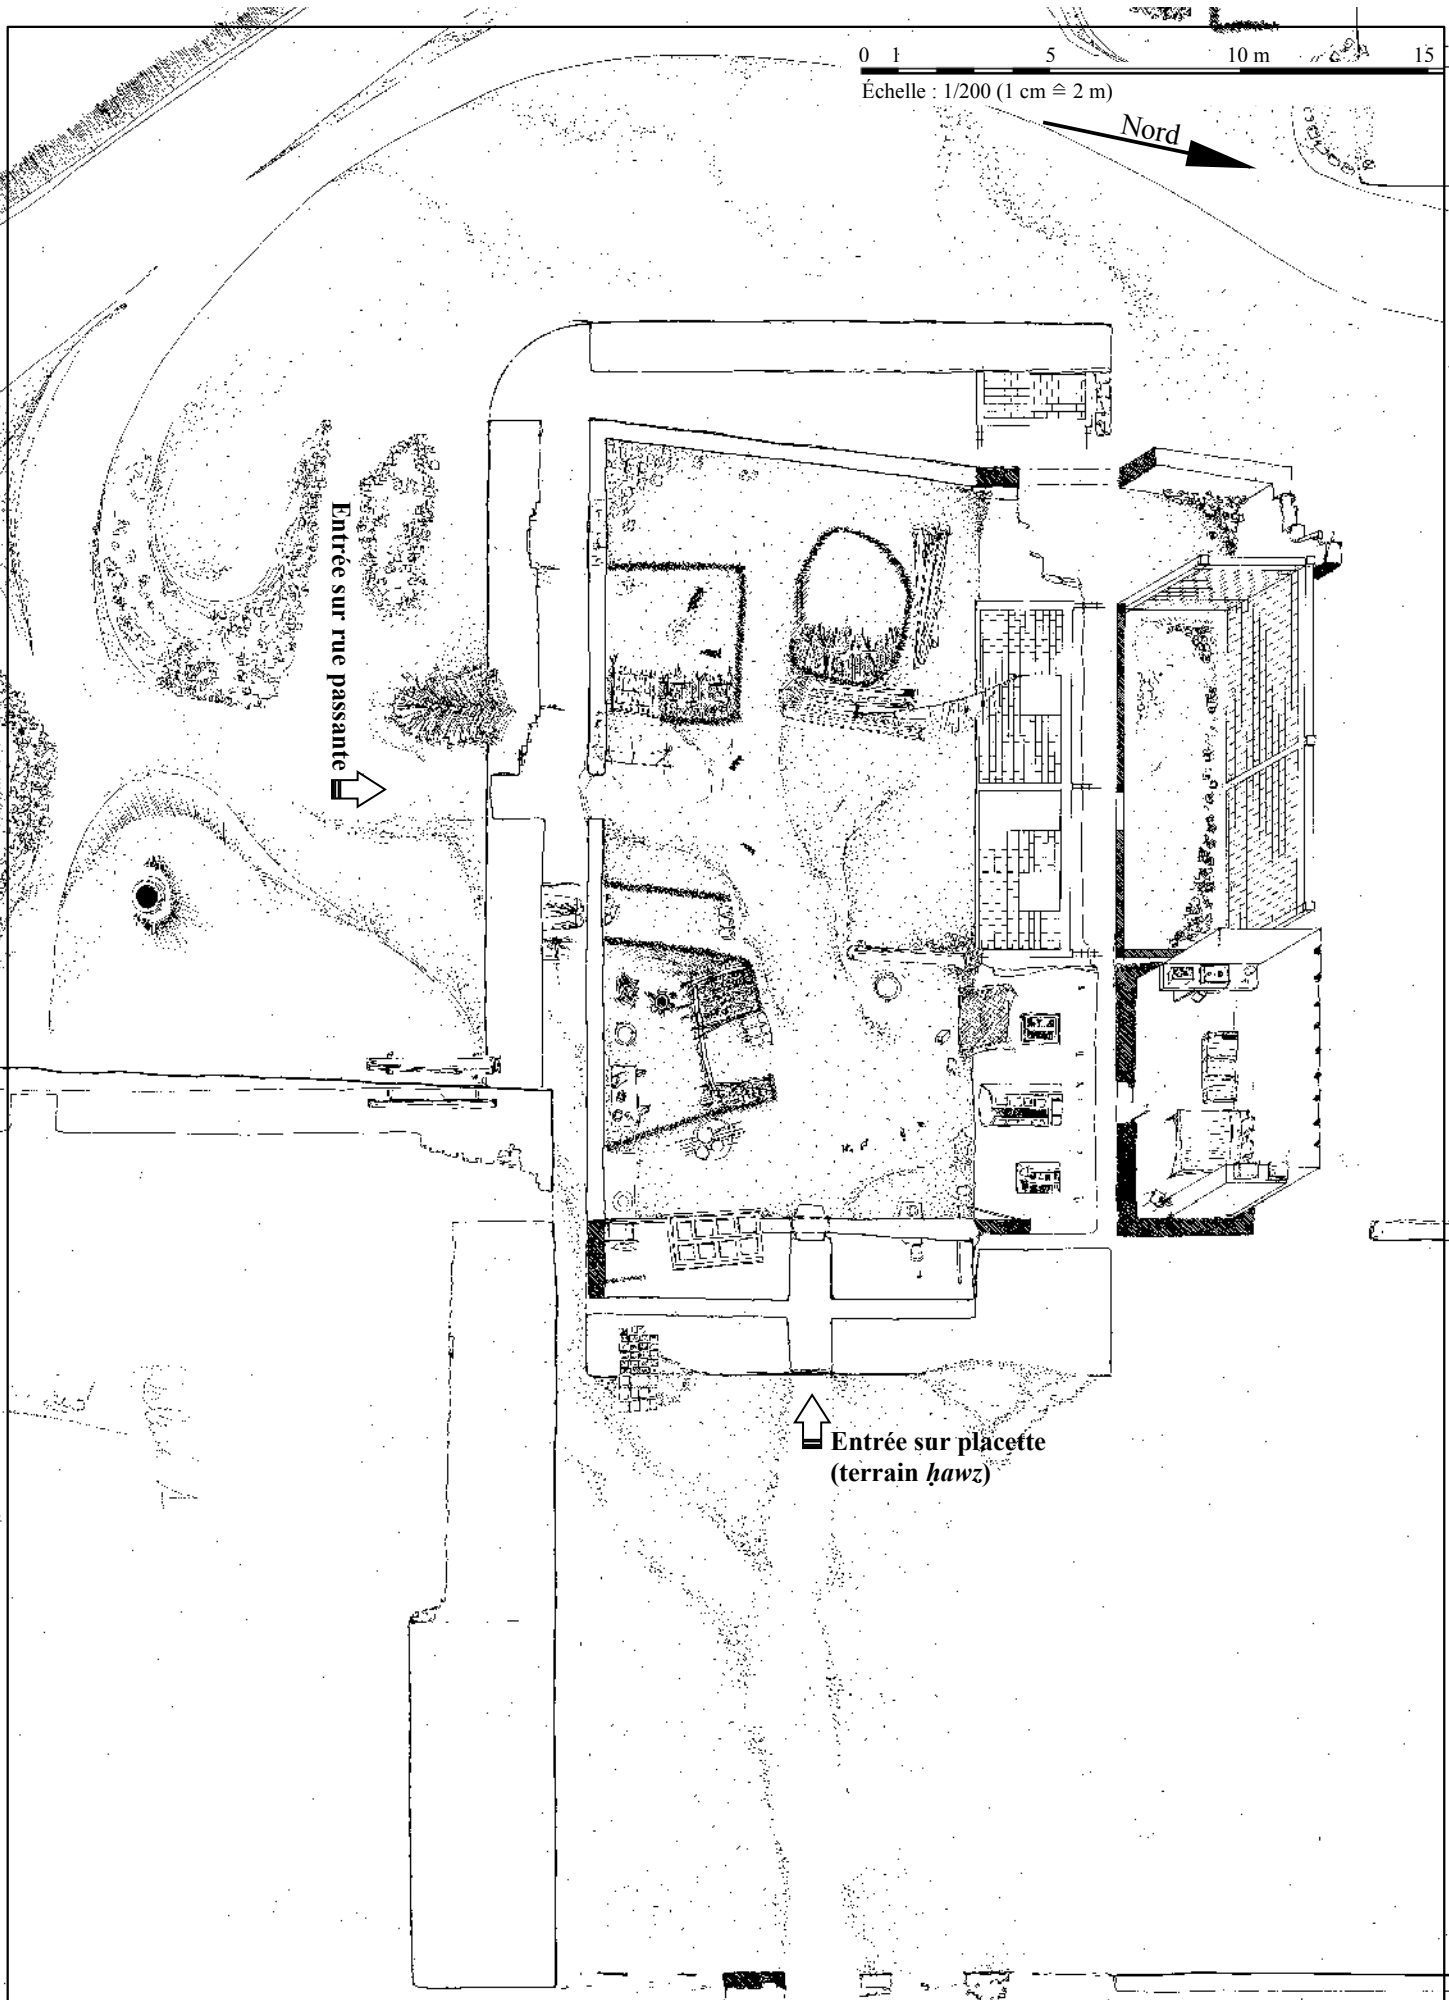 0 1 5 10 m 15
Échelle : 1/200 (1 cm ≙ 2 m)
Nord
Entrée sur rue passante
Entrée sur placette
(terrain ḥawz)